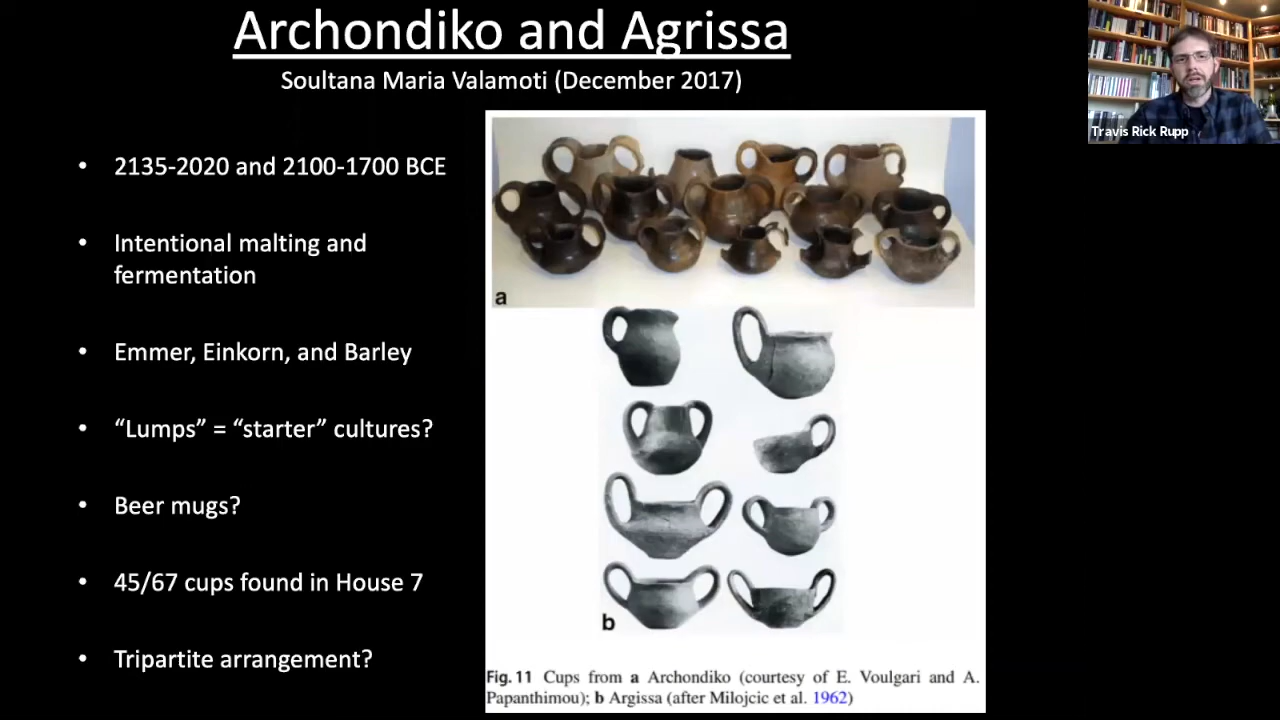 Archondiko and Agrissa
Soultana Maria Valamoti (December 2017)
Travis Rick Rupp
• 2135-2020 and 2100-1700 BCE
• Intentional malting and
fermentation
• Emmer, Einkorn, and Barley
• “Lumps” = “starter” cultures?
• Beer mugs?
• 45/67 cups found in House 7
• Tripartite arrangement?
a
b
Fig. 11 Cups from a Archondiko (courtesy of E. Voulgari and A.
Papanthimou); b Argissa (after Milojcic et al. 1962)